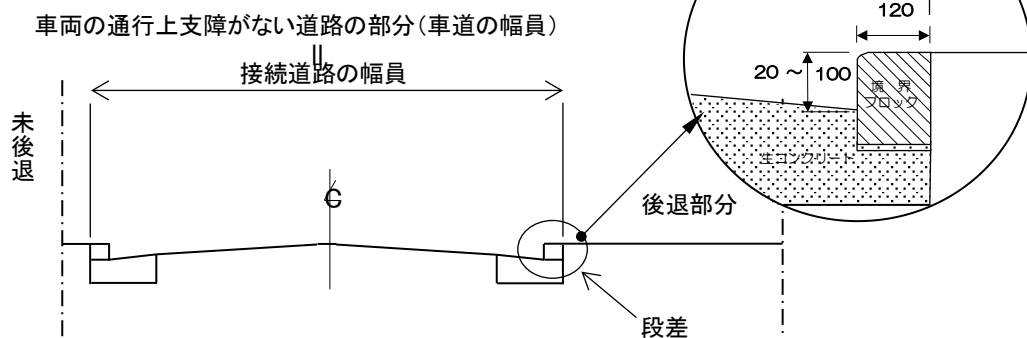 車両の通行上支障がない道路の部分（車道の幅員）
＝
接続道路の幅員
未後退
120
20 ～ 100
境 界
ブロック
生コンクリート
℄
後退部分
段差